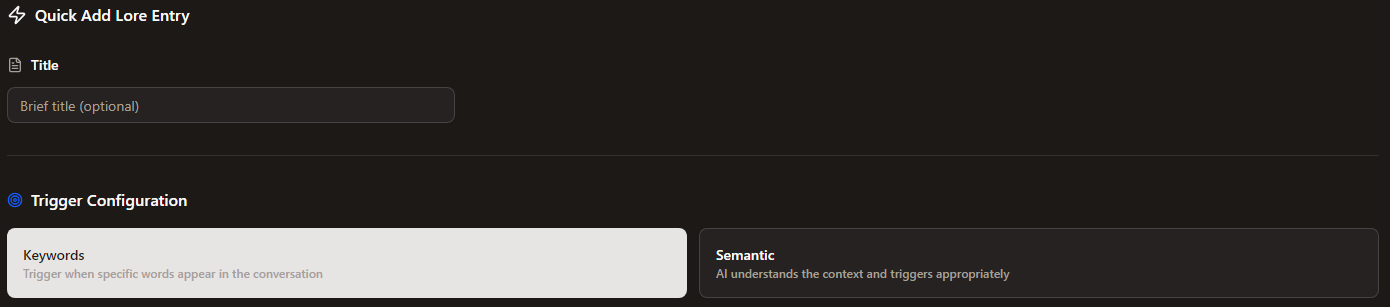 Quick Add Lore Entry
Title
Brief title (optional)
Trigger Configuration
Keywords
Trigger when specific words appear in the conversation
Semantic
AI understands the context and triggers appropriately